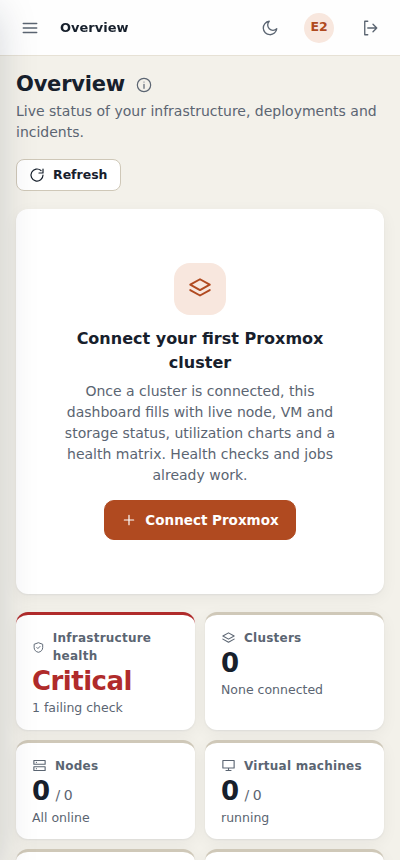 Overview
E2
Overview
Live status of your infrastructure, deployments and
incidents.
Refresh
Connect your first Proxmox
cluster
Once a cluster is connected, this
dashboard fills with live node, VM and
storage status, utilization charts and a
health matrix. Health checks and jobs
already work.
Connect Proxmox
Infrastructure
health
Critical
1 failing check
Clusters
0
None connected
Nodes
0 / 0
All online
Virtual machines
0 / 0
running